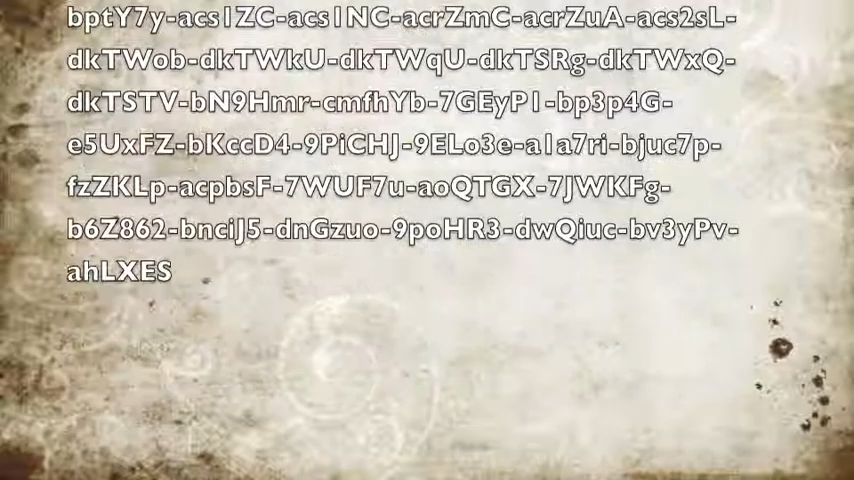 bptY7y-acs1ZC-acs1NC-acrZmC-acrZuA-acs2sL-
dkTWob-dkTWkU-dkTWqU-dkTSRg-dkTWxQ-
dkTSTV-bN9Hmr-cmfhYb-7GEyP1-bp3p4G-
e5UxFZ-bKccD4-9PiCHJ-9ELo3e-a1a7ri-bjuc7p-
fzZKLp-acpbsF-7WUF7u-aoQTGX-7JWKFg-
b6Z862-bnciJ5-dnGzuo-9poHR3-dwQiuc-bv3yPv-
ahLXES